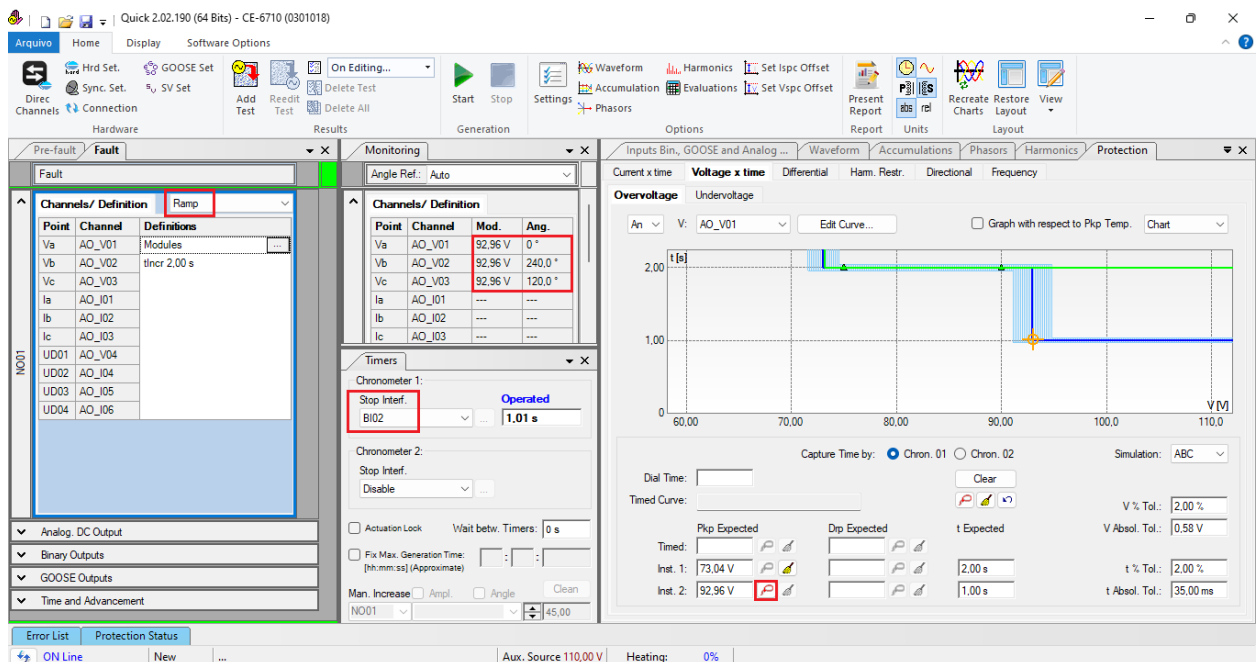 Quick 2.02.190 (64 Bits) - CE-6710 (0301018)
Arquivo Home Display Software Options
Direc Channels
Hrd Set.
Sync. Set.
Connection
GOOSE Set
SV Set
Hardware
Add Test
Reedit Test
On Editing...
Delete Test
Delete All
Results
Start Stop
Generation
Settings
Waveform
Accumulation
Phasors
Harmonics
Evaluations
Set Ispc Offset
Set Vspc Offset
Options
Present Report
Report
abs rel
Units
Recreate Charts
Restore Layout
View
Layout
Pre-fault Fault
Fault
Channels/ Definition Ramp
Point Channel Definitions
Va AO_V01 Modules ...
Vb AO_V02 tIncr 2,00 s
Vc AO_V03
Ia AO_I01
Ib AO_I02
Ic AO_I03
UD01 AO_V04
UD02 AO_I04
UD03 AO_I05
UD04 AO_I06
NO01
Analog. DC Output
Binary Outputs
GOOSE Outputs
Time and Advancement
Monitoring
Angle Ref.: Auto
Channels/ Definition
Point Channel Mod. Ang.
Va AO_V01 92,96 V 0 °
Vb AO_V02 92,96 V 240,0 °
Vc AO_V03 92,96 V 120,0 °
Ia AO_I01 --- ---
Ib AO_I02 --- ---
Ic AO_I03 --- ---
Timers
Chronometer 1:
Stop Interf. Operated
BI02 ... 1.01 s
Chronometer 2:
Stop Interf.
Disable ...
Actuation Lock Wait betw. Timers: 0 s
Fix Max. Generation Time: : :
[hh:mm:ss] (Approximate)
Clean
Man. Increase Ampl. Angle
NO01 45,00
Inputs Bin., GOOSE and Analog ... Waveform Accumulations Phasors Harmonics Protection
Current x time Voltage x time Differential Harm. Restr. Directional Frequency
Overvoltage Undervoltage
An V: AO_V01 Edit Curve... Graph with respect to Pkp Temp. Chart
t [s]
2,00
1,00
0
60,00 70,00 80,00 90,00 100,0 110,0
V [V]
Capture Time by: Chron. 01 Chron. 02 Simulation: ABC
Dial Time: Clear
Timed Curve:
V % Tol.: 2,00 %
Pkp Expected Drp Expected t Expected V Absol. Tol.: 0,58 V
Timed:
Inst. 1: 73,04 V 2,00 s t % Tol.: 2,00 %
Inst. 2: 92,96 V 1,00 s t Absol. Tol.: 35,00 ms
Error List Protection Status
ON Line New ... Aux. Source 110,00 V Heating: 0%